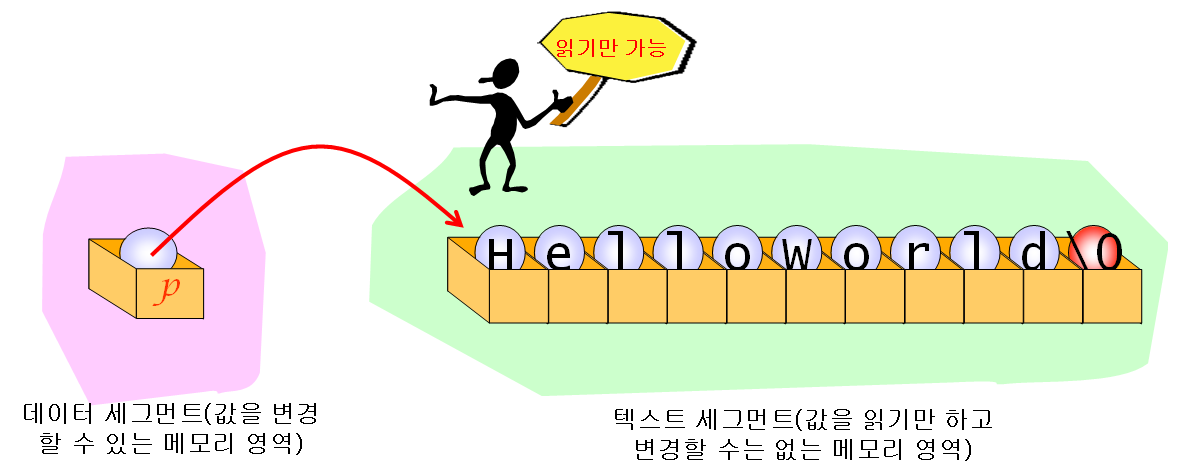 읽기만 가능
HelloWorld\0
p
데이터 세그먼트(값을 변경
할 수 있는 메모리 영역)
텍스트 세그먼트(값을 읽기만 하고
변경할 수는 없는 메모리 영역)